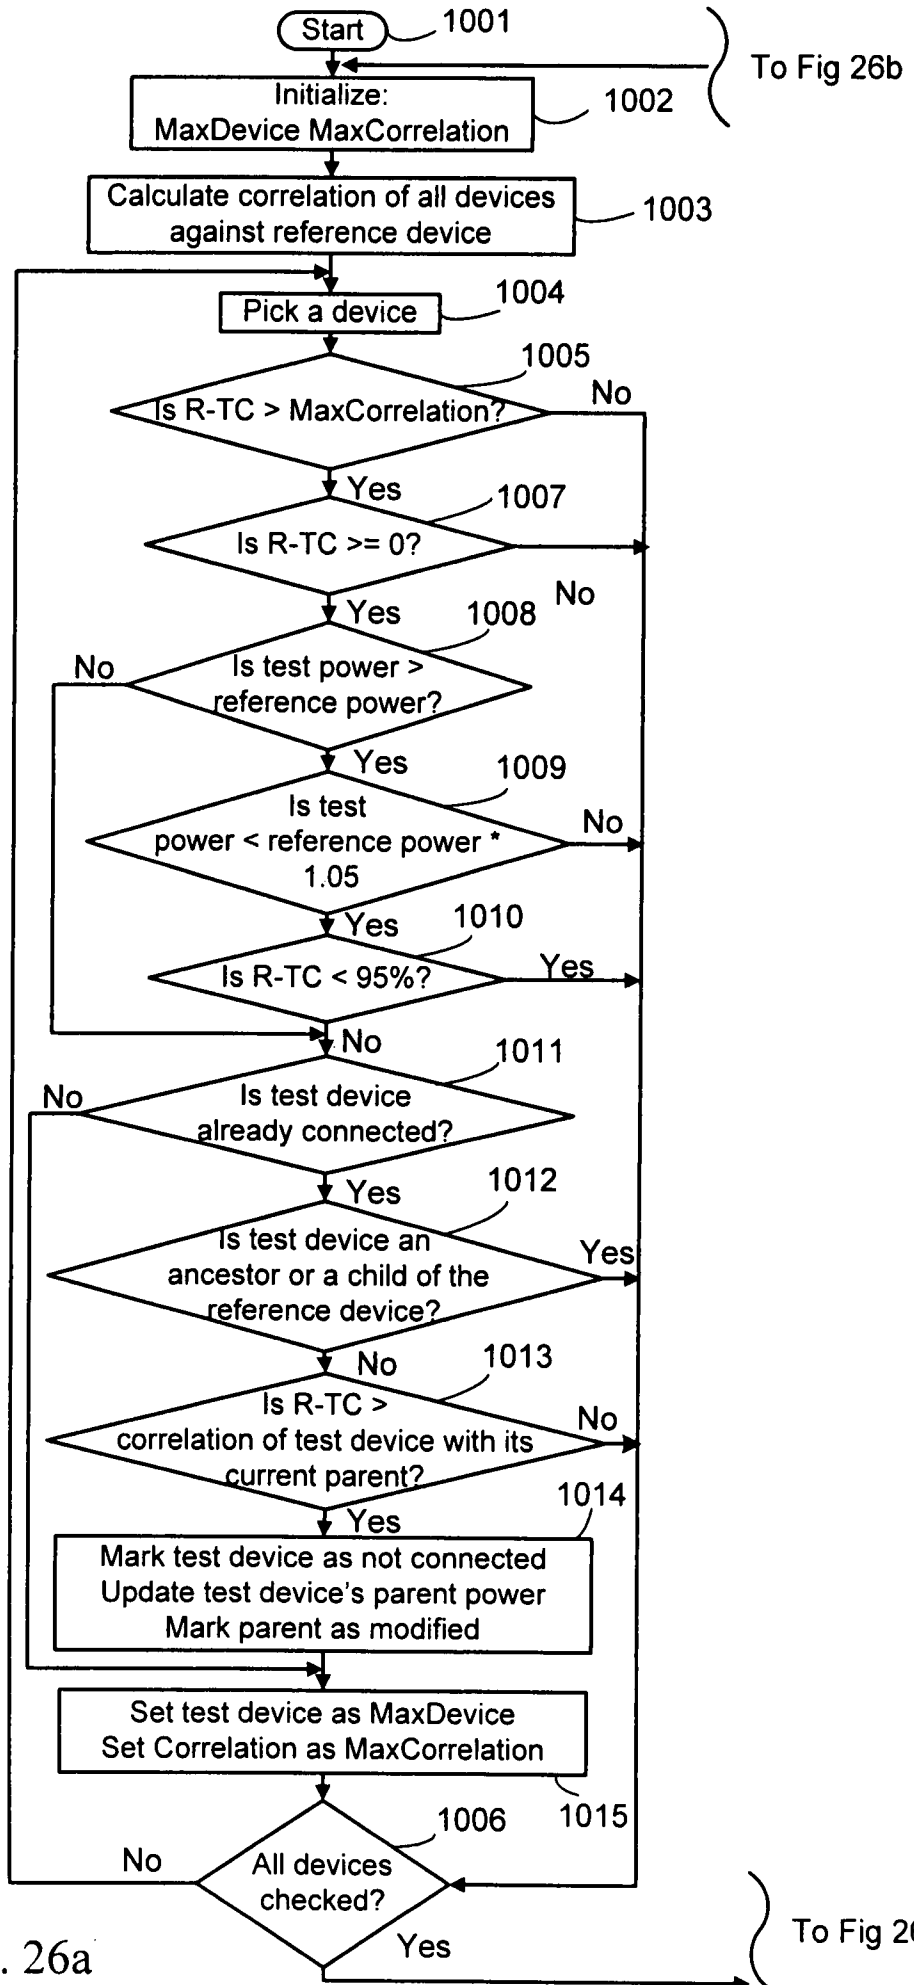 Start
1001
To Fig 26b
Initialize:
MaxDevice MaxCorrelation
1002
Calculate correlation of all devices
against reference device
1003
Pick a device
1004
1005
Is R-TC > MaxCorrelation?
No
Yes
1007
Is R-TC >= 0?
No
Yes
1008
Is test power >
reference power?
No
Yes
1009
Is test
power < reference power *
1.05
No
Yes
1010
Is R-TC < 95%?
Yes
No
1011
Is test device
already connected?
No
Yes
1012
Is test device an
ancestor or a child of the
reference device?
Yes
No
1013
Is R-TC >
correlation of test device with its
current parent?
No
Yes
1014
Mark test device as not connected
Update test device's parent power
Mark parent as modified
Set test device as MaxDevice
Set Correlation as MaxCorrelation
1015
1006
All devices
checked?
No
Yes
To Fig 26
. 26a